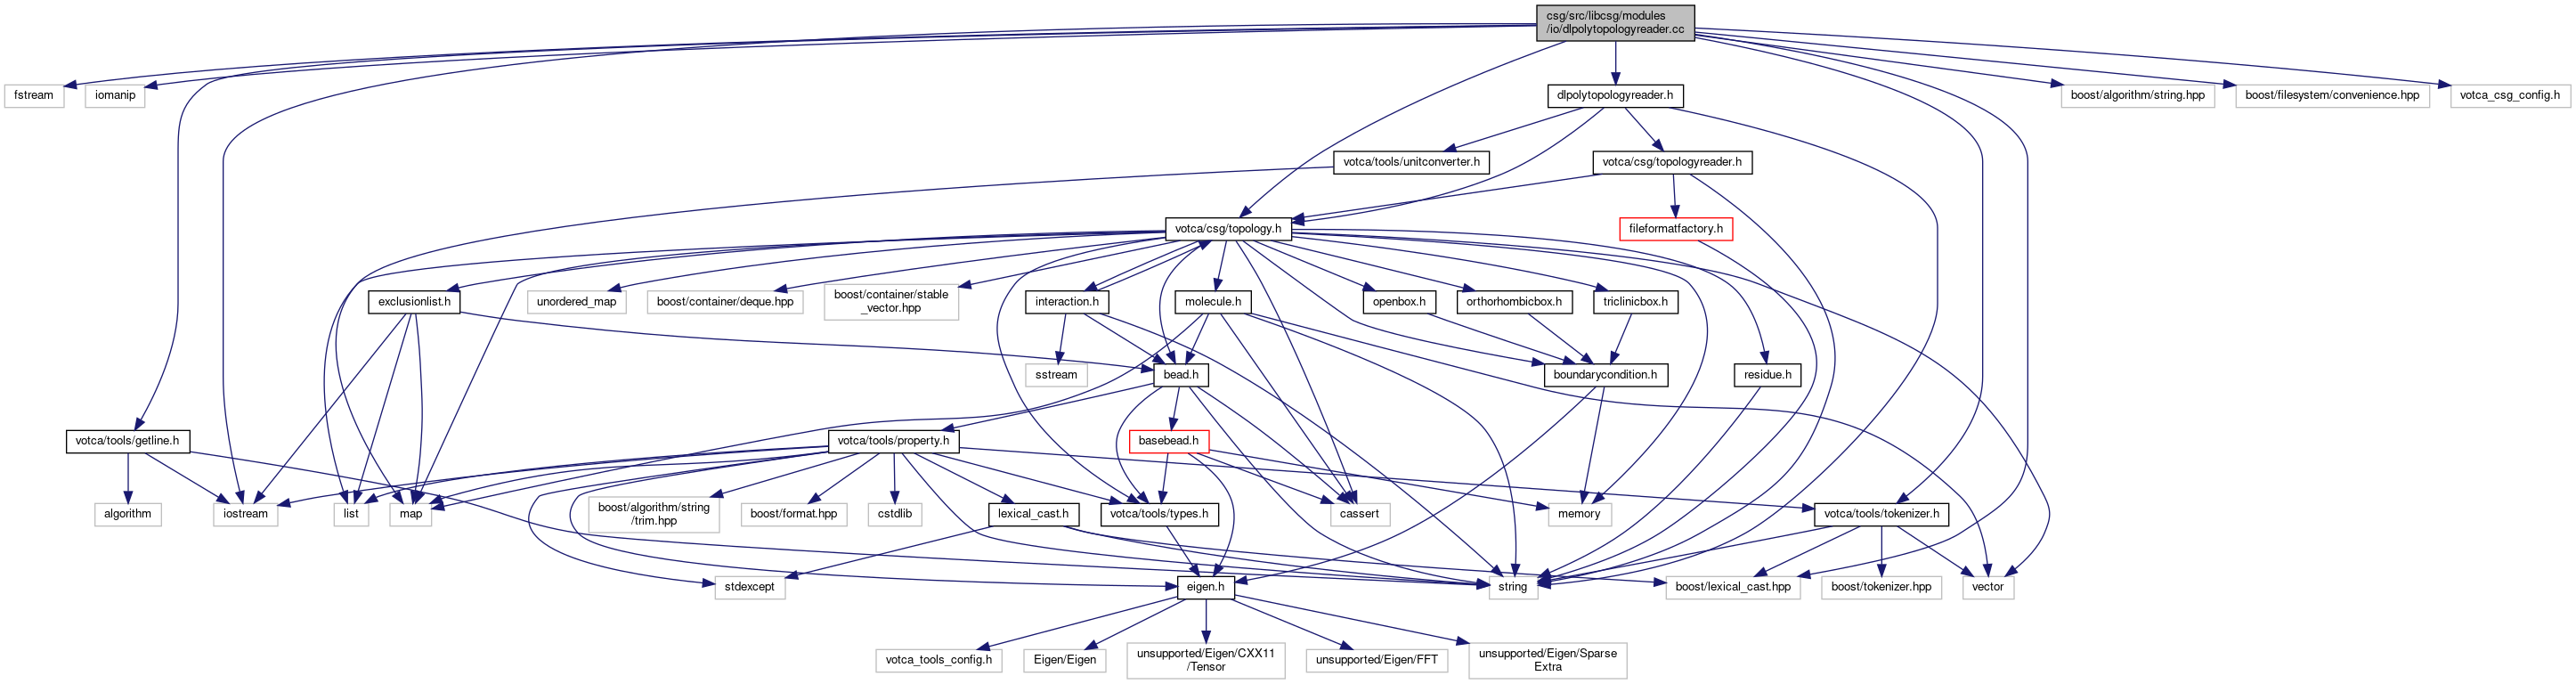 csg/src/libcsg/modules
/io/dlpolytopologyreader.cc
fstream
iomanip
dlpolytopologyreader.h
boost/algorithm/string.hpp
boost/filesystem/convenience.hpp
votca_csg_config.h
votca/tools/unitconverter.h
votca/csg/topologyreader.h
votca/csg/topology.h
fileformatfactory.h
exclusionlist.h
unordered_map
boost/container/deque.hpp
boost/container/stable
_vector.hpp
interaction.h
molecule.h
openbox.h
orthorhombicbox.h
triclinicbox.h
sstream
bead.h
boundarycondition.h
residue.h
votca/tools/getline.h
votca/tools/property.h
basebead.h
algorithm
iostream
list
map
boost/algorithm/string
/trim.hpp
boost/format.hpp
cstdlib
lexical_cast.h
votca/tools/types.h
cassert
memory
votca/tools/tokenizer.h
stdexcept
eigen.h
string
boost/lexical_cast.hpp
boost/tokenizer.hpp
vector
votca_tools_config.h
Eigen/Eigen
unsupported/Eigen/CXX11
/Tensor
unsupported/Eigen/FFT
unsupported/Eigen/Sparse
Extra